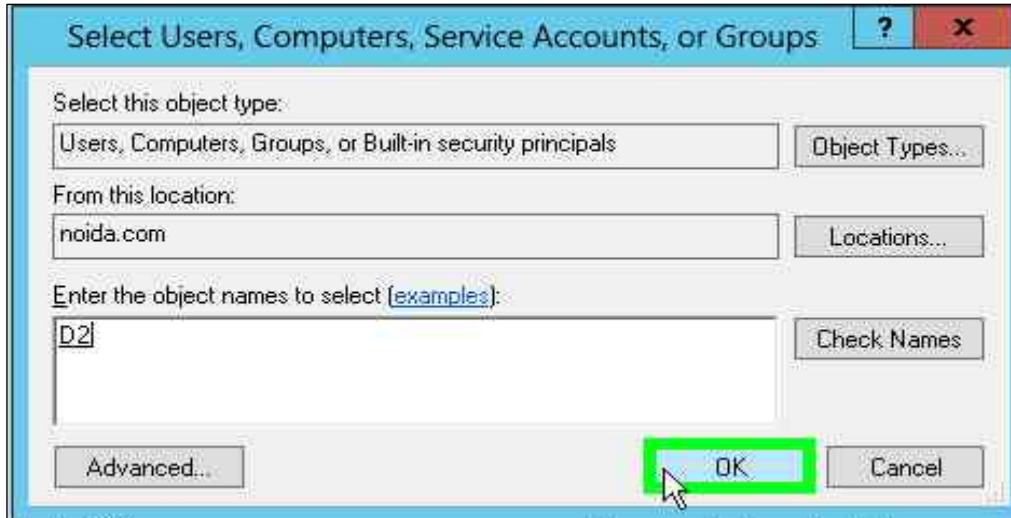 Select Users, Computers, Service Accounts, or Groups ? x
Select this object type:
Users, Computers, Groups, or Built-in security principals Object Types...
From this location:
noida.com Locations...
Enter the object names to select (examples):
D2 Check Names
Advanced... OK Cancel